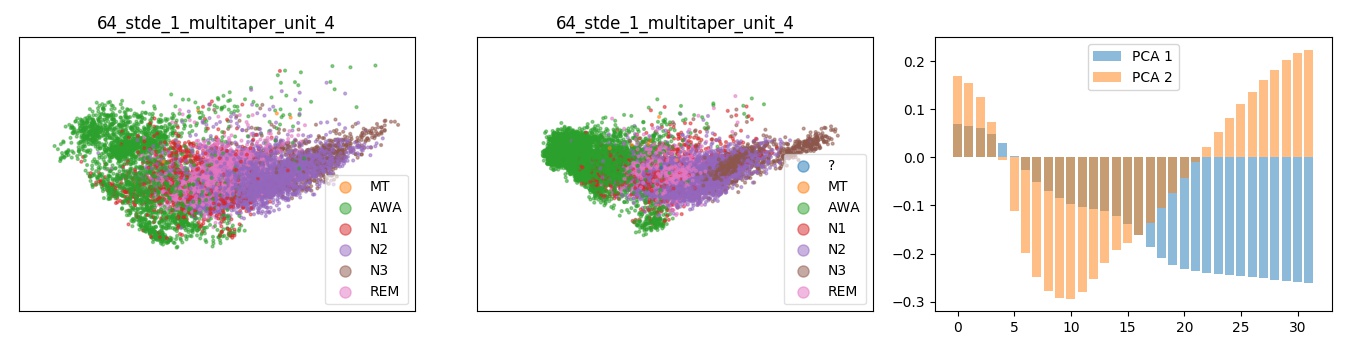 64_stde_1_multitaper_unit_4
MT
AWA
N1
N2
N3
REM
64_stde_1_multitaper_unit_4
?
MT
AWA
N1
N2
N3
REM
PCA 1
PCA 2
0.2
0.1
0.0
−0.1
−0.2
−0.3
0 5 10 15 20 25 30